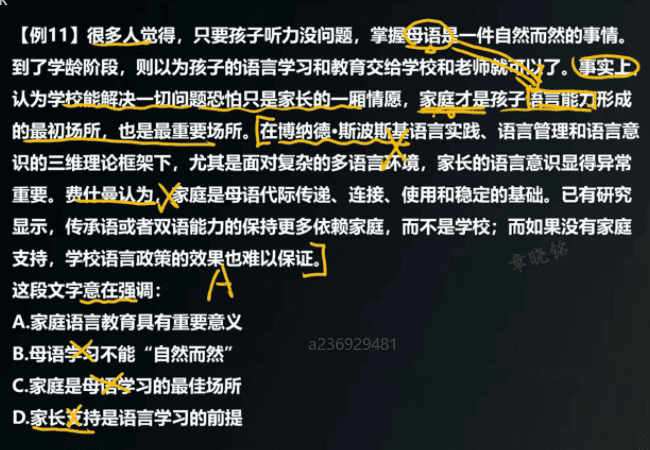 K
【例11】很多人觉得，只要孩子听力没问题，掌握母语是一件自然而然的事情。
到了学龄阶段，则以为孩子的语言学习和教育交给学校和老师就可以了。事实上，
认为学校能解决一切问题恐怕只是家长的一厢情愿，家庭才是孩子语言能力形成
的最初场所，也是最重要场所。在博纳德·斯波斯基语言实践、语言管理和语言意
识的三维理论框架下，尤其是面对复杂的多语言环境，家长的语言意识显得异常
重要。费什曼认为，家庭是母语代际传递、连接、使用和稳定的基础。已有研究
显示，传承语或者双语能力的保持更多依赖家庭，而不是学校；而如果没有家庭
支持，学校语言政策的效果也难以保证。
章晓铭
这段文字意在强调：
A
A.家庭语言教育具有重要意义
a236929481
B.母语学习不能“自然而然”
C.家庭是母语学习的最佳场所
D.家长支持是语言学习的前提